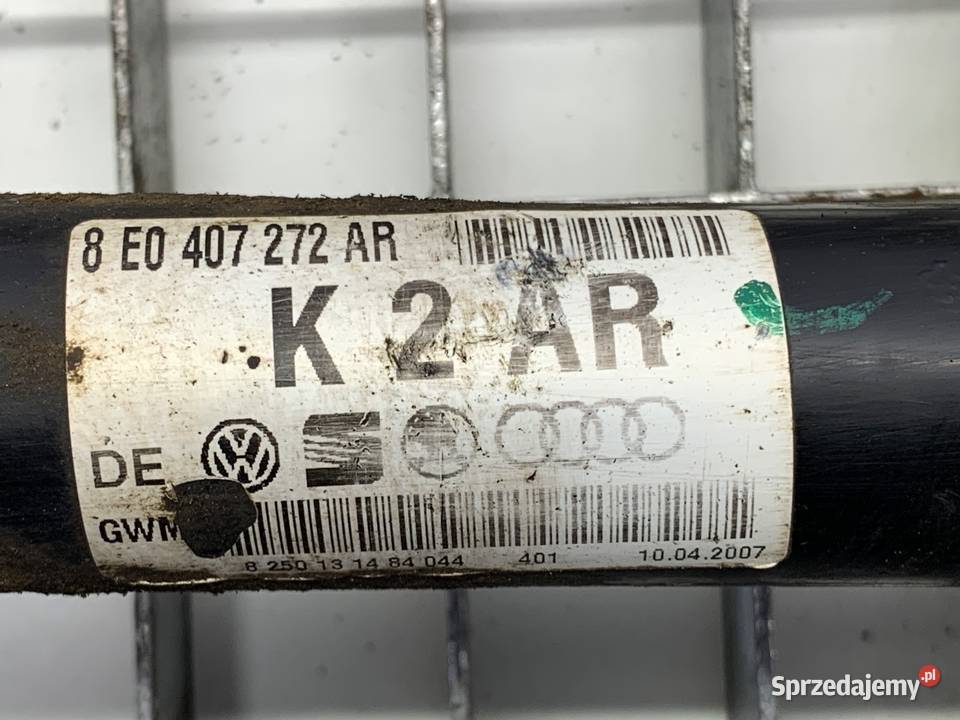 8 E0 407 272 AR
K 2 AR
DE
GWM
8 250 13 14 84 044 401 10.04.2007
Sprzedajemy.pl